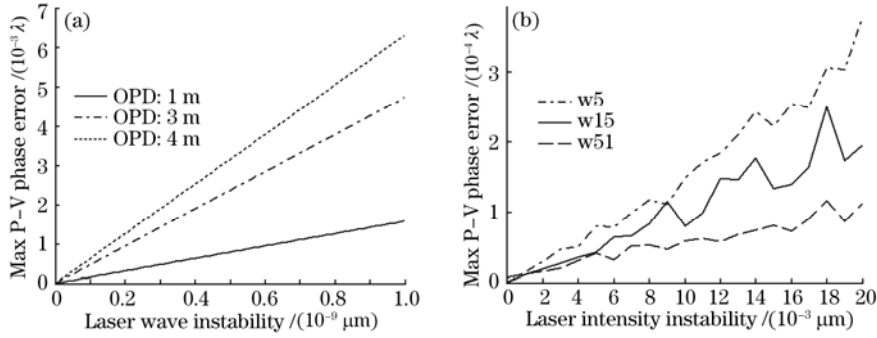 (a)
Max P-V phase error /(10⁻³ λ)
7
6
5
4
3
2
1
0
OPD: 1 m
OPD: 3 m
OPD: 4 m
0 0.2 0.4 0.6 0.8 1.0
Laser wave instability /(10⁻⁹ μm)
(b)
Max P-V phase error /(10⁻⁴ λ)
3
2
1
0
w5
w15
w51
0 2 4 6 8 10 12 14 16 18 20
Laser intensity instability /(10⁻³ μm)